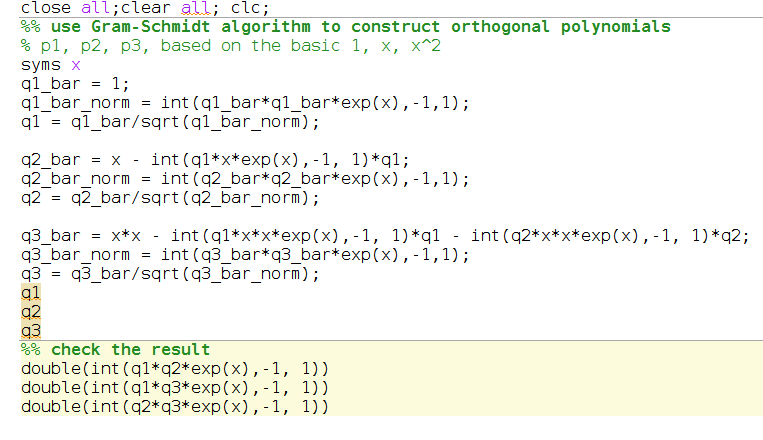 close all;clear all; clc;
%% use Gram-Schmidt algorithm to construct orthogonal polynomials
% p1, p2, p3, based on the basic 1, x, x^2
syms x
q1_bar = 1;
q1_bar_norm = int(q1_bar*q1_bar*exp(x),-1,1);
q1 = q1_bar/sqrt(q1_bar_norm);
q2_bar = x - int(q1*x*exp(x),-1, 1)*q1;
q2_bar_norm = int(q2_bar*q2_bar*exp(x),-1,1);
q2 = q2_bar/sqrt(q2_bar_norm);
q3_bar = x*x - int(q1*x*x*exp(x),-1, 1)*q1 - int(q2*x*x*exp(x),-1, 1)*q2;
q3_bar_norm = int(q3_bar*q3_bar*exp(x),-1,1);
q3 = q3_bar/sqrt(q3_bar_norm);
q1
q2
q3
%% check the result
double(int(q1*q2*exp(x),-1, 1))
double(int(q1*q3*exp(x),-1, 1))
double(int(q2*q3*exp(x),-1, 1))